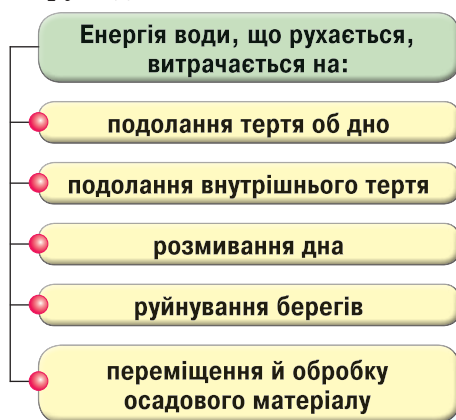 Енергія води, що рухається,
витрачається на:
подолання тертя об дно
подолання внутрішнього тертя
розмивання дна
руйнування берегів
переміщення й обробку
осадового матеріалу